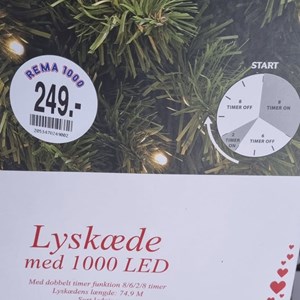 REMA 1000
249.-
START
8
TIMER OFF
6
TIMER ON
2
TIMER ON
8
TIMER OFF
Lyskæde
med 1000 LED
Med dobbelt timer funktion 8/6/2/8 timer
Lyskædens længde: 74,9 M